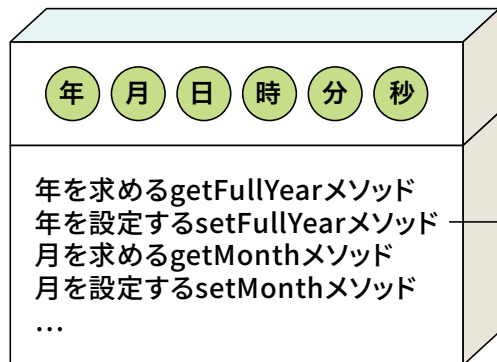 年 月 日 時 分 秒
年を求めるgetFullYearメソッド
年を設定するsetFullYearメソッド
月を求めるgetMonthメソッド
月を設定するsetMonthメソッド
…